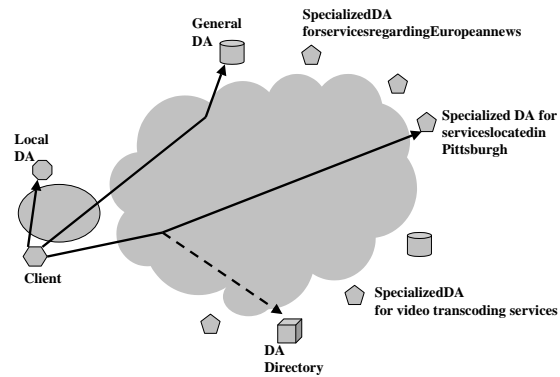 General
DA
SpecializedDA
forservicesregardingEuropeannews
Specialized DA for
serviceslocatedin
Pittsburgh
Local
DA
Client
SpecializedDA
for video transcoding services
DA
Directory